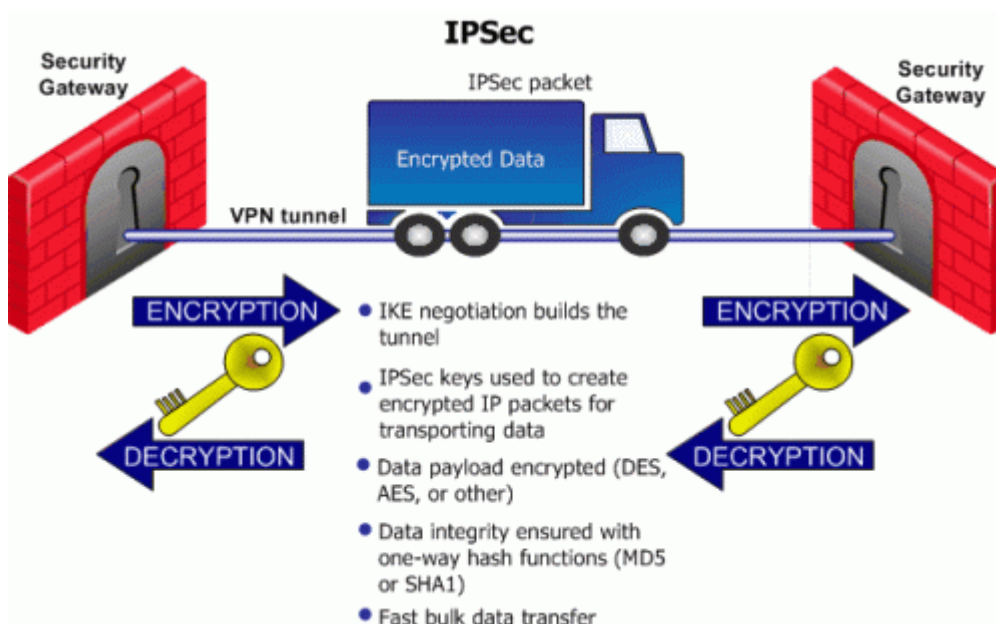 IPSec
Security
Gateway
IPSec packet
Security
Gateway
Encrypted Data
VPN tunnel
ENCRYPTION
DECRYPTION
• IKE negotiation builds the
tunnel
• IPSec keys used to create
encrypted IP packets for
transporting data
• Data payload encrypted (DES,
AES, or other)
• Data integrity ensured with
one-way hash functions (MD5
or SHA1)
• Fast bulk data transfer
ENCRYPTION
DECRYPTION